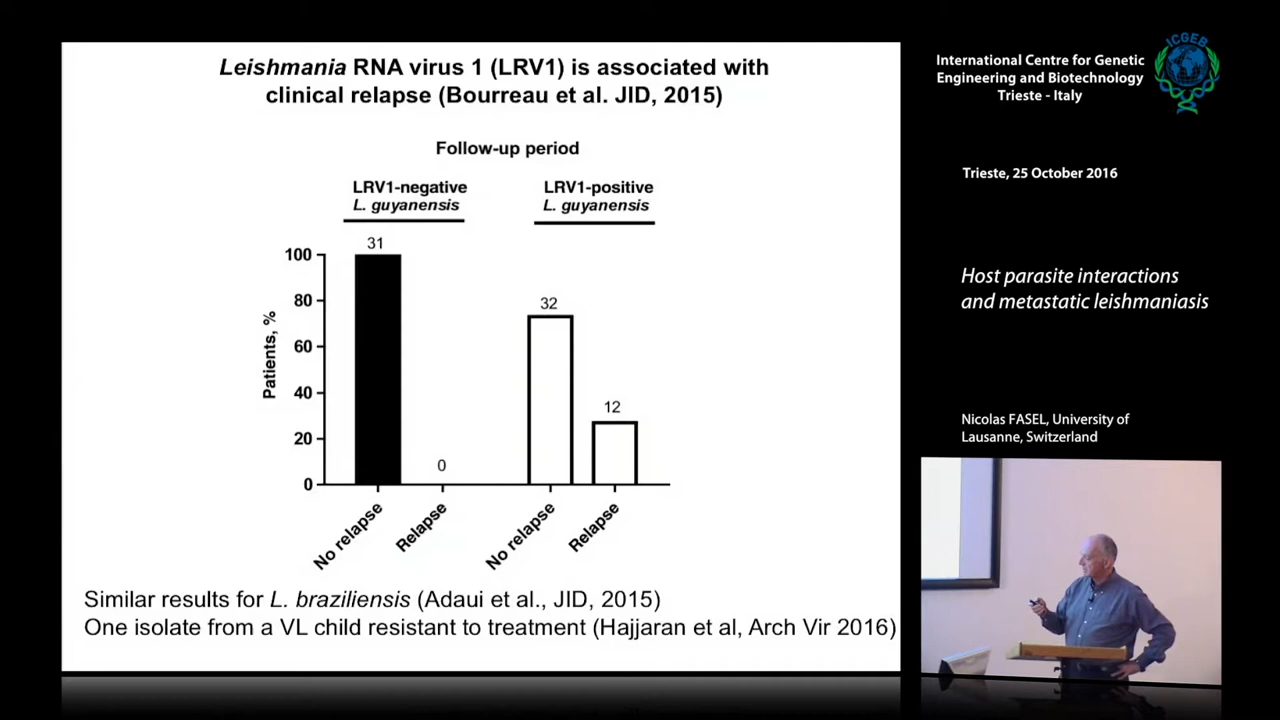 Leishmania RNA virus 1 (LRV1) is associated with
clinical relapse (Bourreau et al. JID, 2015)
Follow-up period
LRV1-negative
L. guyanensis
LRV1-positive
L. guyanensis
Patients, %
100
80
60
40
20
0
31
0
32
12
No relapse
Relapse
No relapse
Relapse
Similar results for L. braziliensis (Adaui et al., JID, 2015)
One isolate from a VL child resistant to treatment (Hajjaran et al, Arch Vir 2016)
International Centre for Genetic
Engineering and Biotechnology
Trieste - Italy
ICGEB
Trieste, 25 October 2016
Host parasite interactions
and metastatic leishmaniasis
Nicolas FASEL, University of
Lausanne, Switzerland